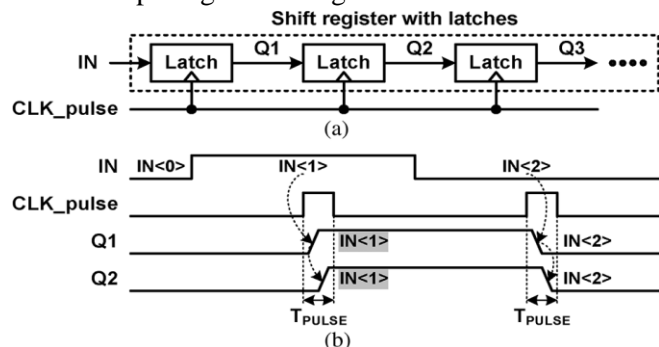 Shift register with latches
IN Latch Q1 Latch Q2 Latch Q3
CLK_pulse
(a)
IN IN<0> IN<1> IN<2>
CLK_pulse
Q1 IN<1> IN<2>
Q2 IN<1> IN<2>
TPULSE TPULSE
(b)